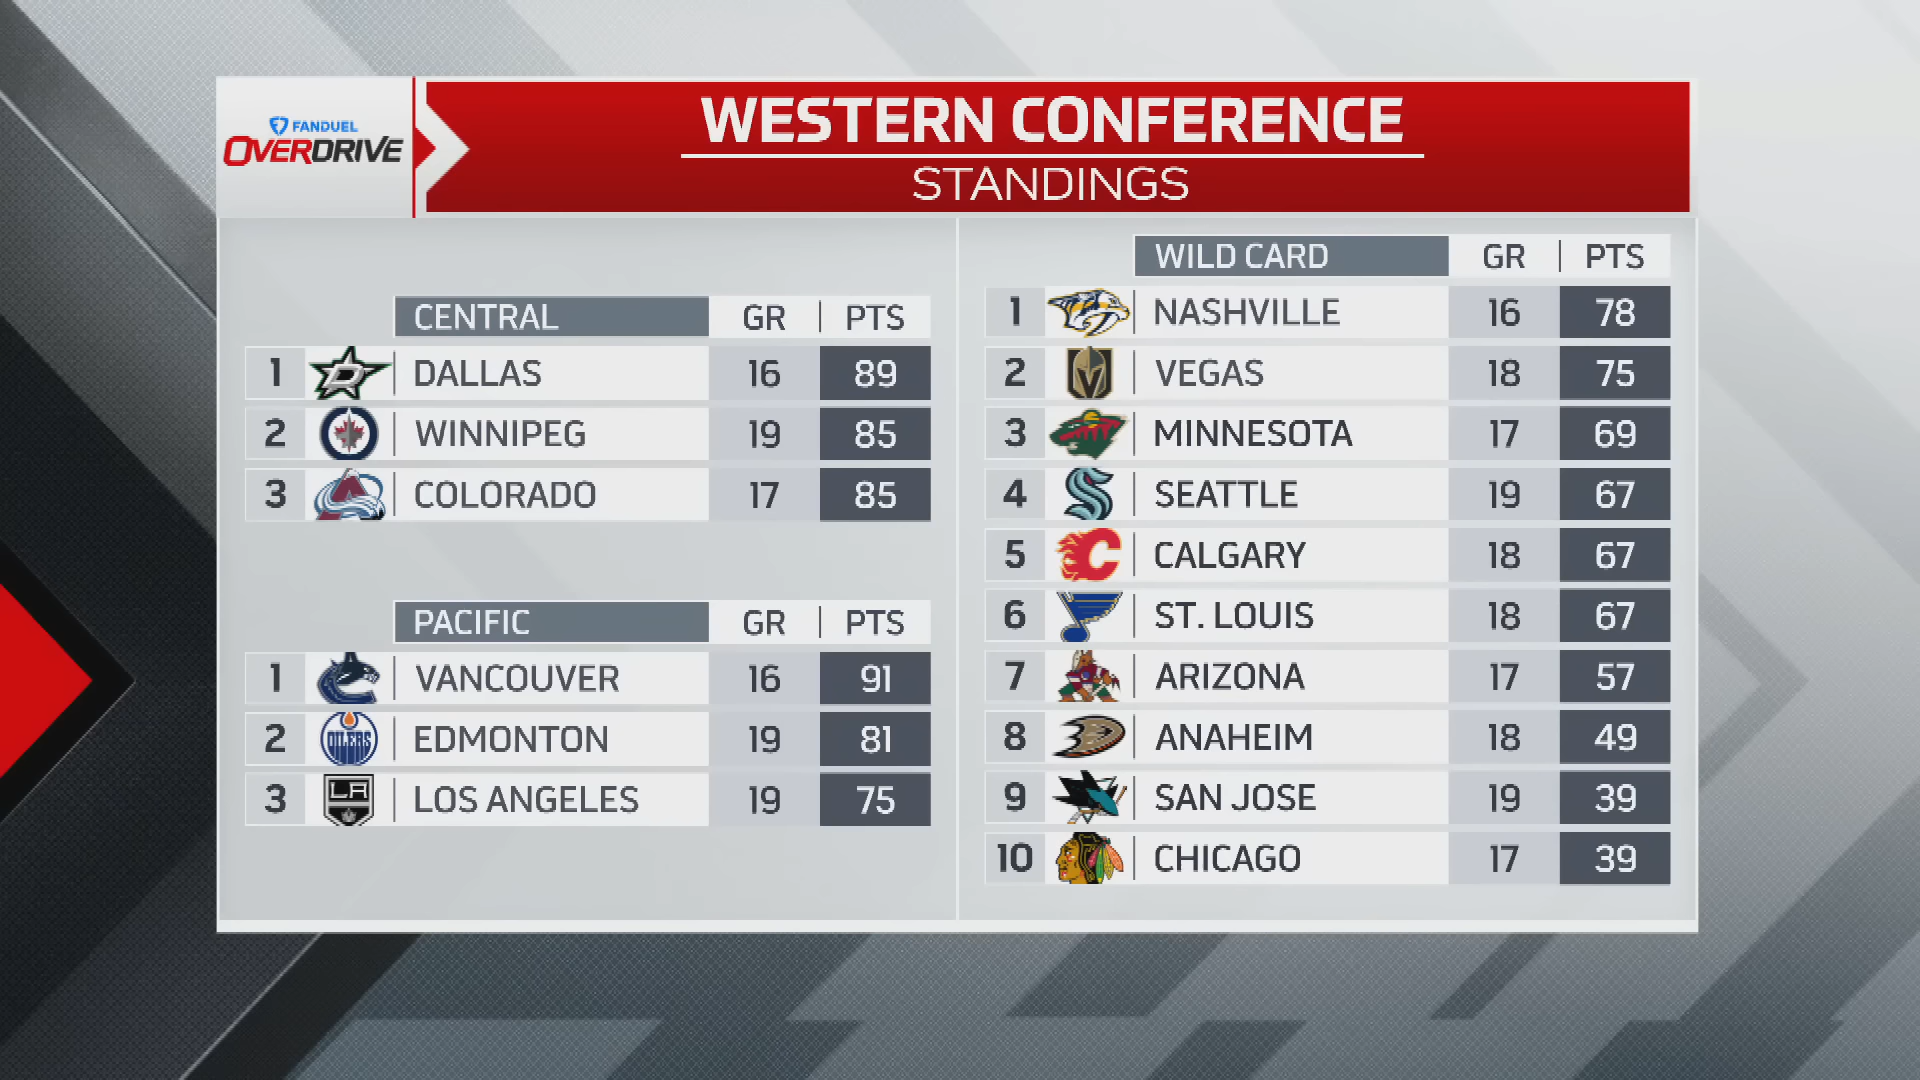 FANDUEL
OVERDRIVE
WESTERN CONFERENCE
STANDINGS
CENTRAL GR PTS
1 DALLAS 16 89
2 WINNIPEG 19 85
3 COLORADO 17 85
PACIFIC GR PTS
1 VANCOUVER 16 91
2 OILERS EDMONTON 19 81
3 LA LOS ANGELES 19 75
WILD CARD GR PTS
1 NASHVILLE 16 78
2 VEGAS 18 75
3 MINNESOTA 17 69
4 SEATTLE 19 67
5 CALGARY 18 67
6 ST. LOUIS 18 67
7 ARIZONA 17 57
8 ANAHEIM 18 49
9 SAN JOSE 19 39
10 CHICAGO 17 39